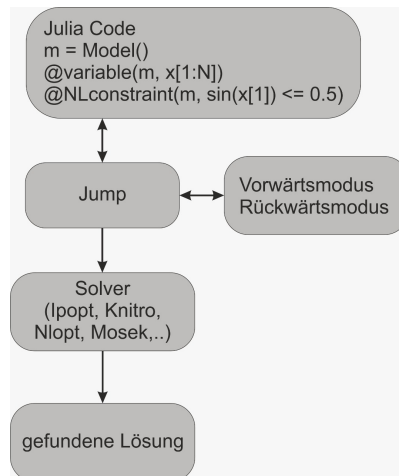 Julia Code
m = Model()
@variable(m, x[1:N])
@NLconstraint(m, sin(x[1]) <= 0.5)
Jump
Vorwärtsmodus
Rückwärtsmodus
Solver
(Ipopt, Knitro,
Nlopt, Mosek,..)
gefundene Lösung